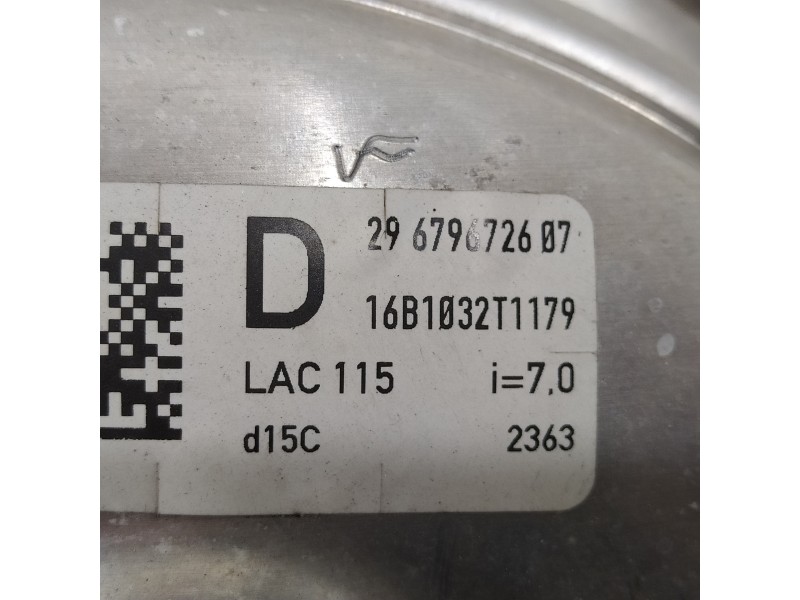 D
29 6796726 07
16B1032T1179
LAC 115 i=7,0
d15C 2363